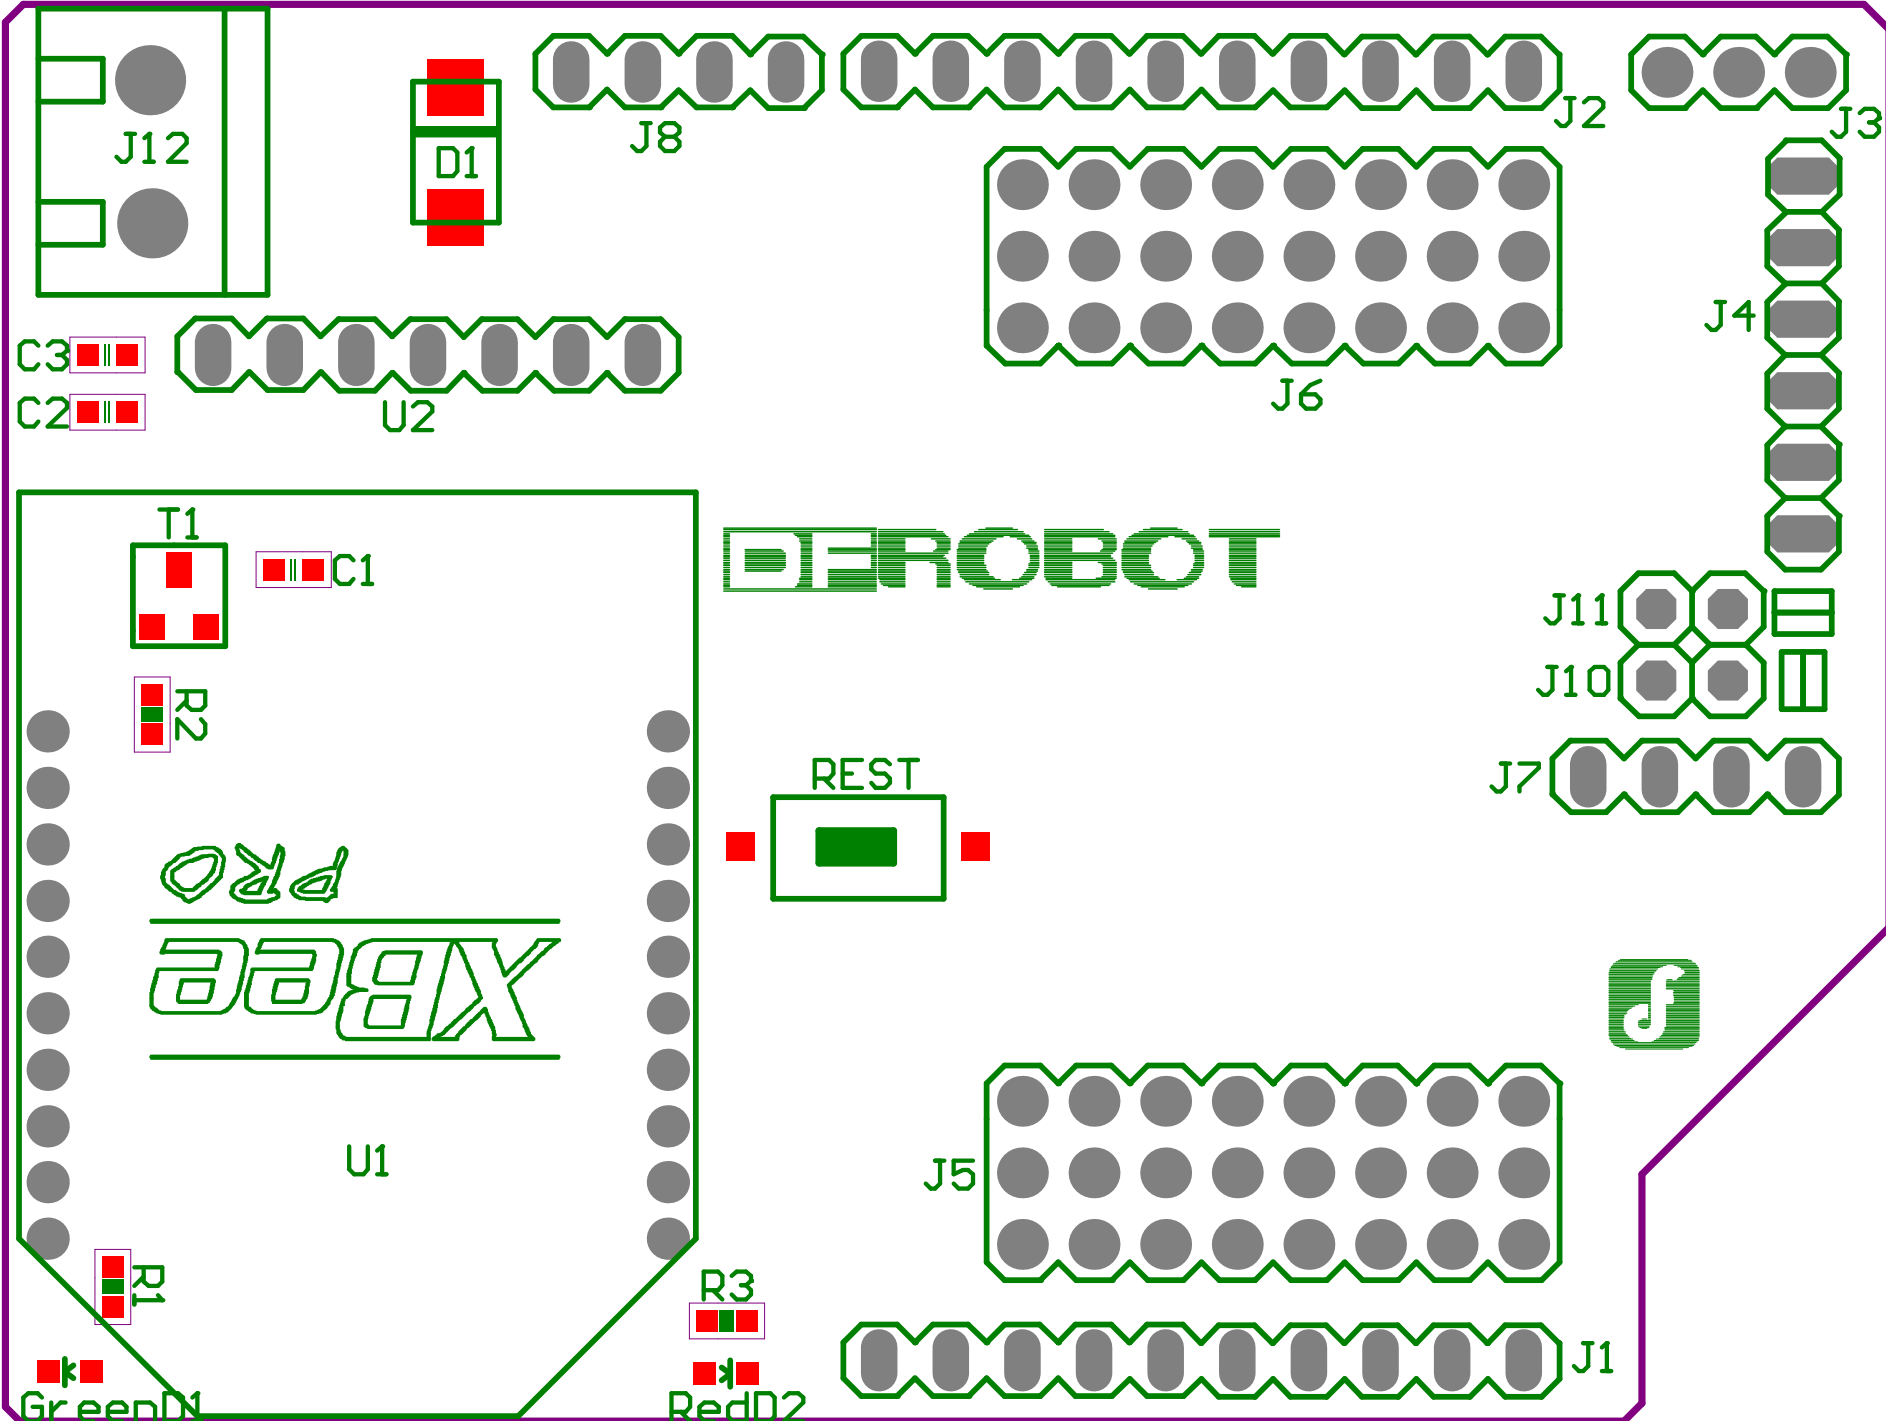 J12
D1
J8
J2
J3
J4
J6
C3
C2
U2
T1
C1
DFROBOT
J11
J10
R2
J7
REST
PRO
XBee
U1
J5
R1
R3
J1
GreenD1
RedD2